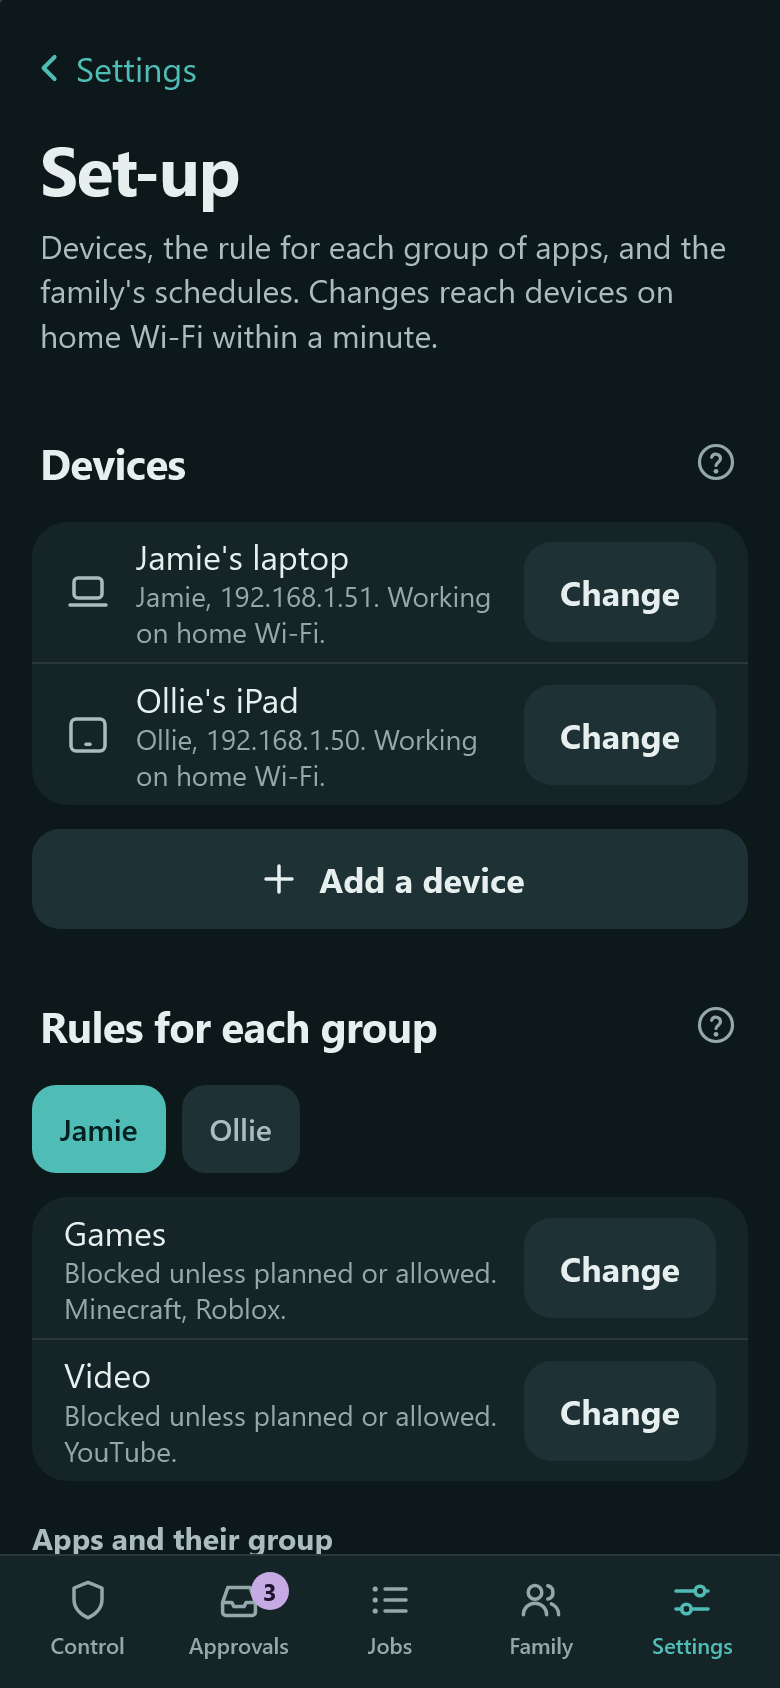 Settings
Set-up
Devices, the rule for each group of apps, and the
family's schedules. Changes reach devices on
home Wi-Fi within a minute.
Devices
Jamie's laptop
Jamie, 192.168.1.51. Working
on home Wi-Fi.
Change
Ollie's iPad
Ollie, 192.168.1.50. Working
on home Wi-Fi.
Change
Add a device
Rules for each group
Jamie
Ollie
Games
Blocked unless planned or allowed.
Minecraft, Roblox.
Change
Video
Blocked unless planned or allowed.
YouTube.
Change
Apps and their group
3
Control
Approvals
Jobs
Family
Settings